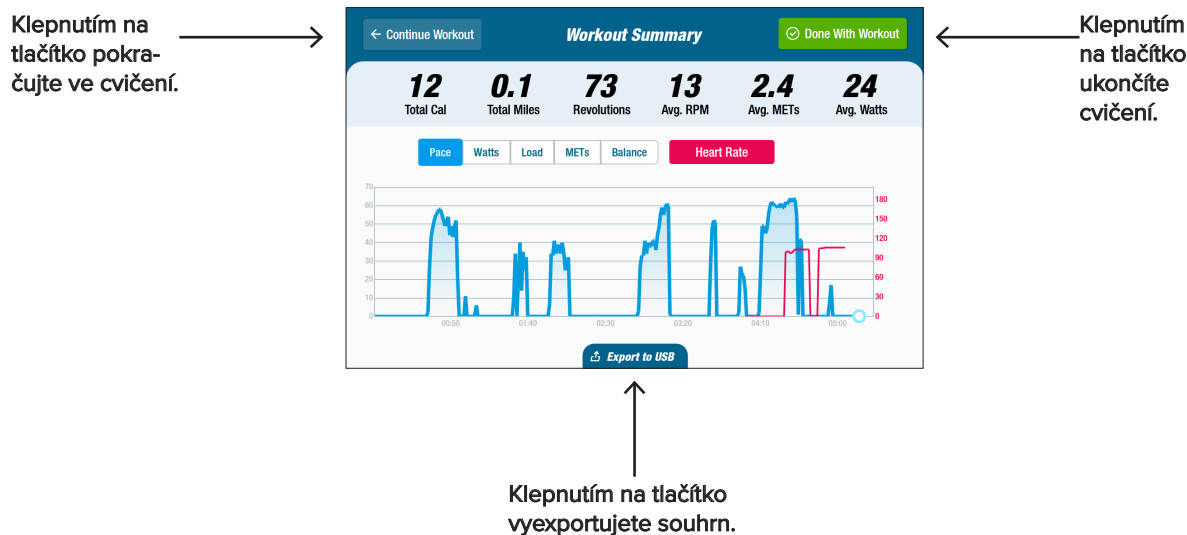 Klepnutím na
tlačítko pokra-
čujte ve cvičení.
Continue Workout
Workout Summary
Done With Workout
Klepnutím
na tlačítko
ukončíte
cvičení.
12 0.1 73 13 2.4 24
Total Cal Total Miles Revolutions Avg. RPM Avg. METs Avg. Watts
Pace Watts Load METs Balance Heart Rate
70
60
50
40
30
20
10
0
180
150
120
90
60
30
0
00:50 01:40 02:30 03:20 04:10 05:00
Export to USB
Klepnutím na tlačítko
vyexportujete souhrn.